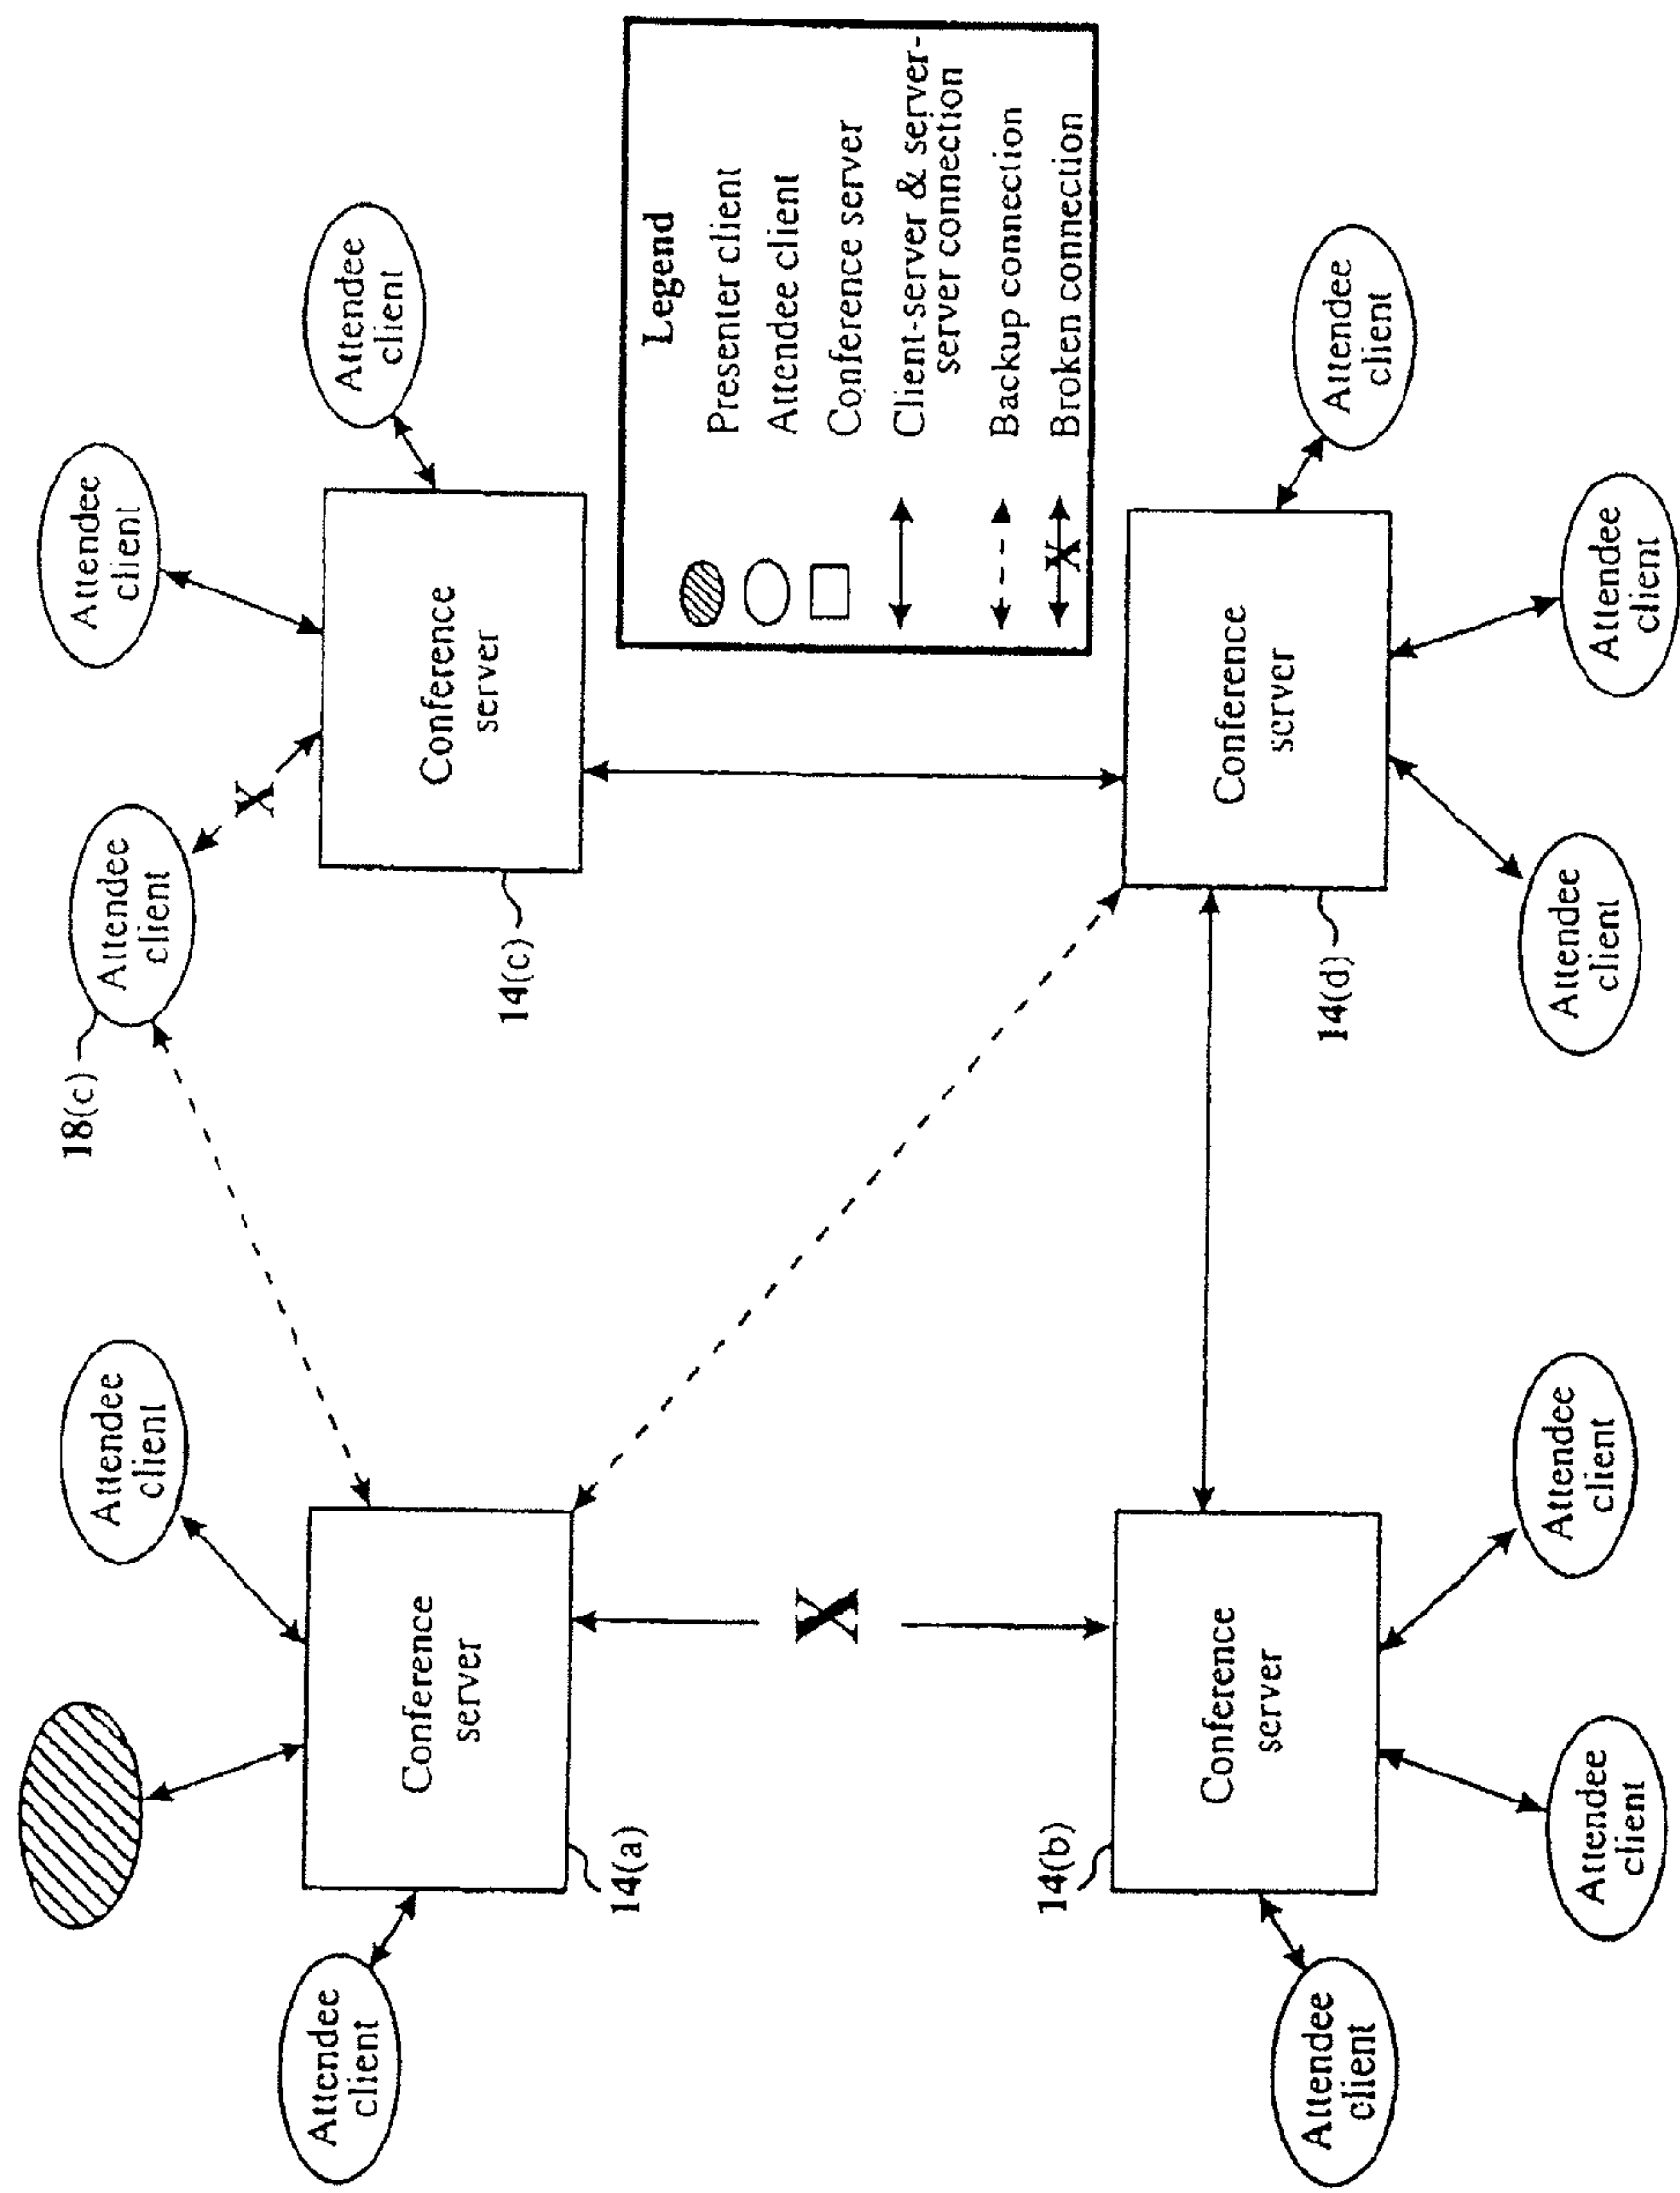 Attendee
client
Attendee
client
14(a)
Conference
server
Attendee
client
18(c)
Attendee
client
Attendee
client
Attendee
client
Conference
server
14(c)
X
X
Legend
Presenter client
Attendee client
Conference server
Client-server & server-
server connection
Backup connection
X
Broken connection
14(b)
Conference
server
Attendee
client
Attendee
client
Attendee
client
Conference
server
14(d)
Attendee
client
Attendee
client
Attendee
client